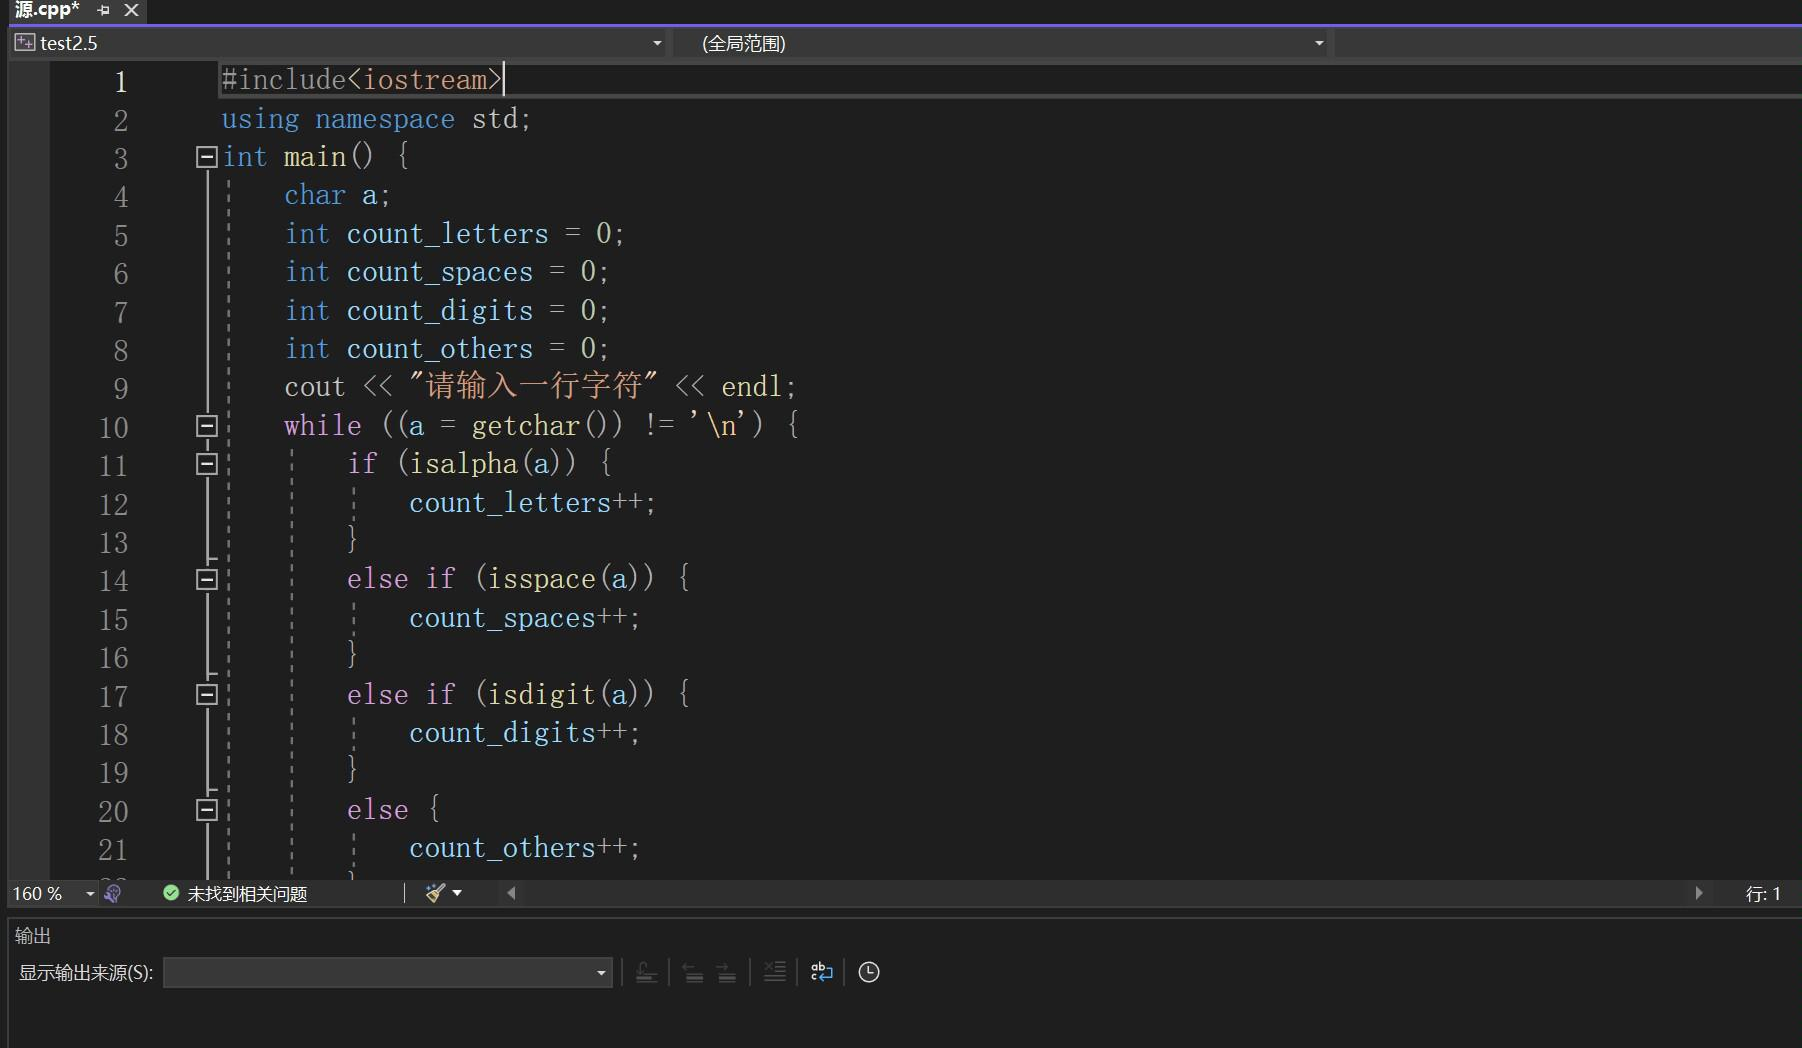 源.cpp*
test2.5 (全局范围)
1 #include<iostream>
2 using namespace std;
3 int main() {
4 char a;
5 int count_letters = 0;
6 int count_spaces = 0;
7 int count_digits = 0;
8 int count_others = 0;
9 cout << "请输入一行字符" << endl;
10 while ((a = getchar()) != '\n') {
11 if (isalpha(a)) {
12 count_letters++;
13 }
14 else if (isspace(a)) {
15 count_spaces++;
16 }
17 else if (isdigit(a)) {
18 count_digits++;
19 }
20 else {
21 count_others++;
160 % 未找到相关问题 行: 1
输出
显示输出来源(S):